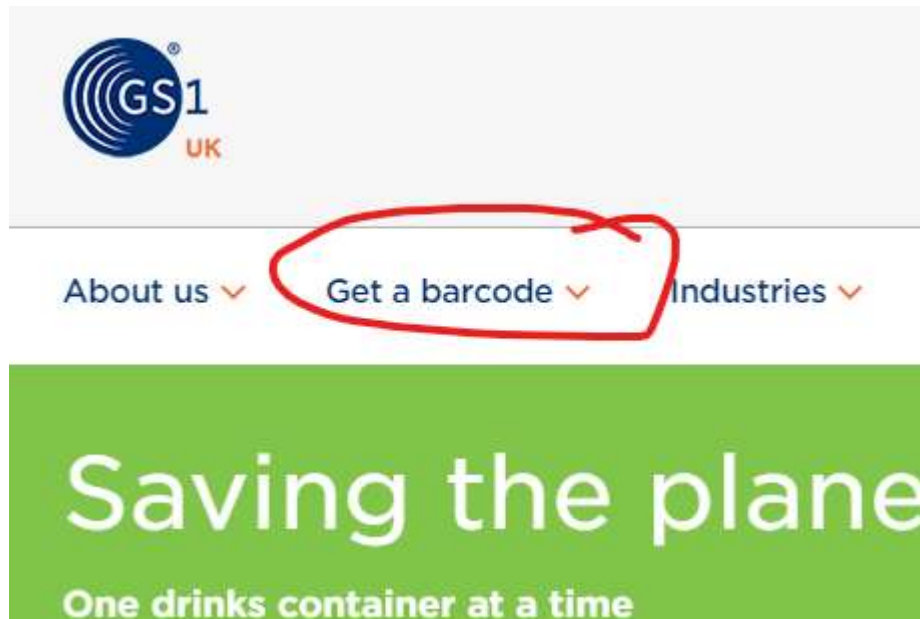 GS1
UK
About us Get a barcode Industries
Saving the plane
One drinks container at a time